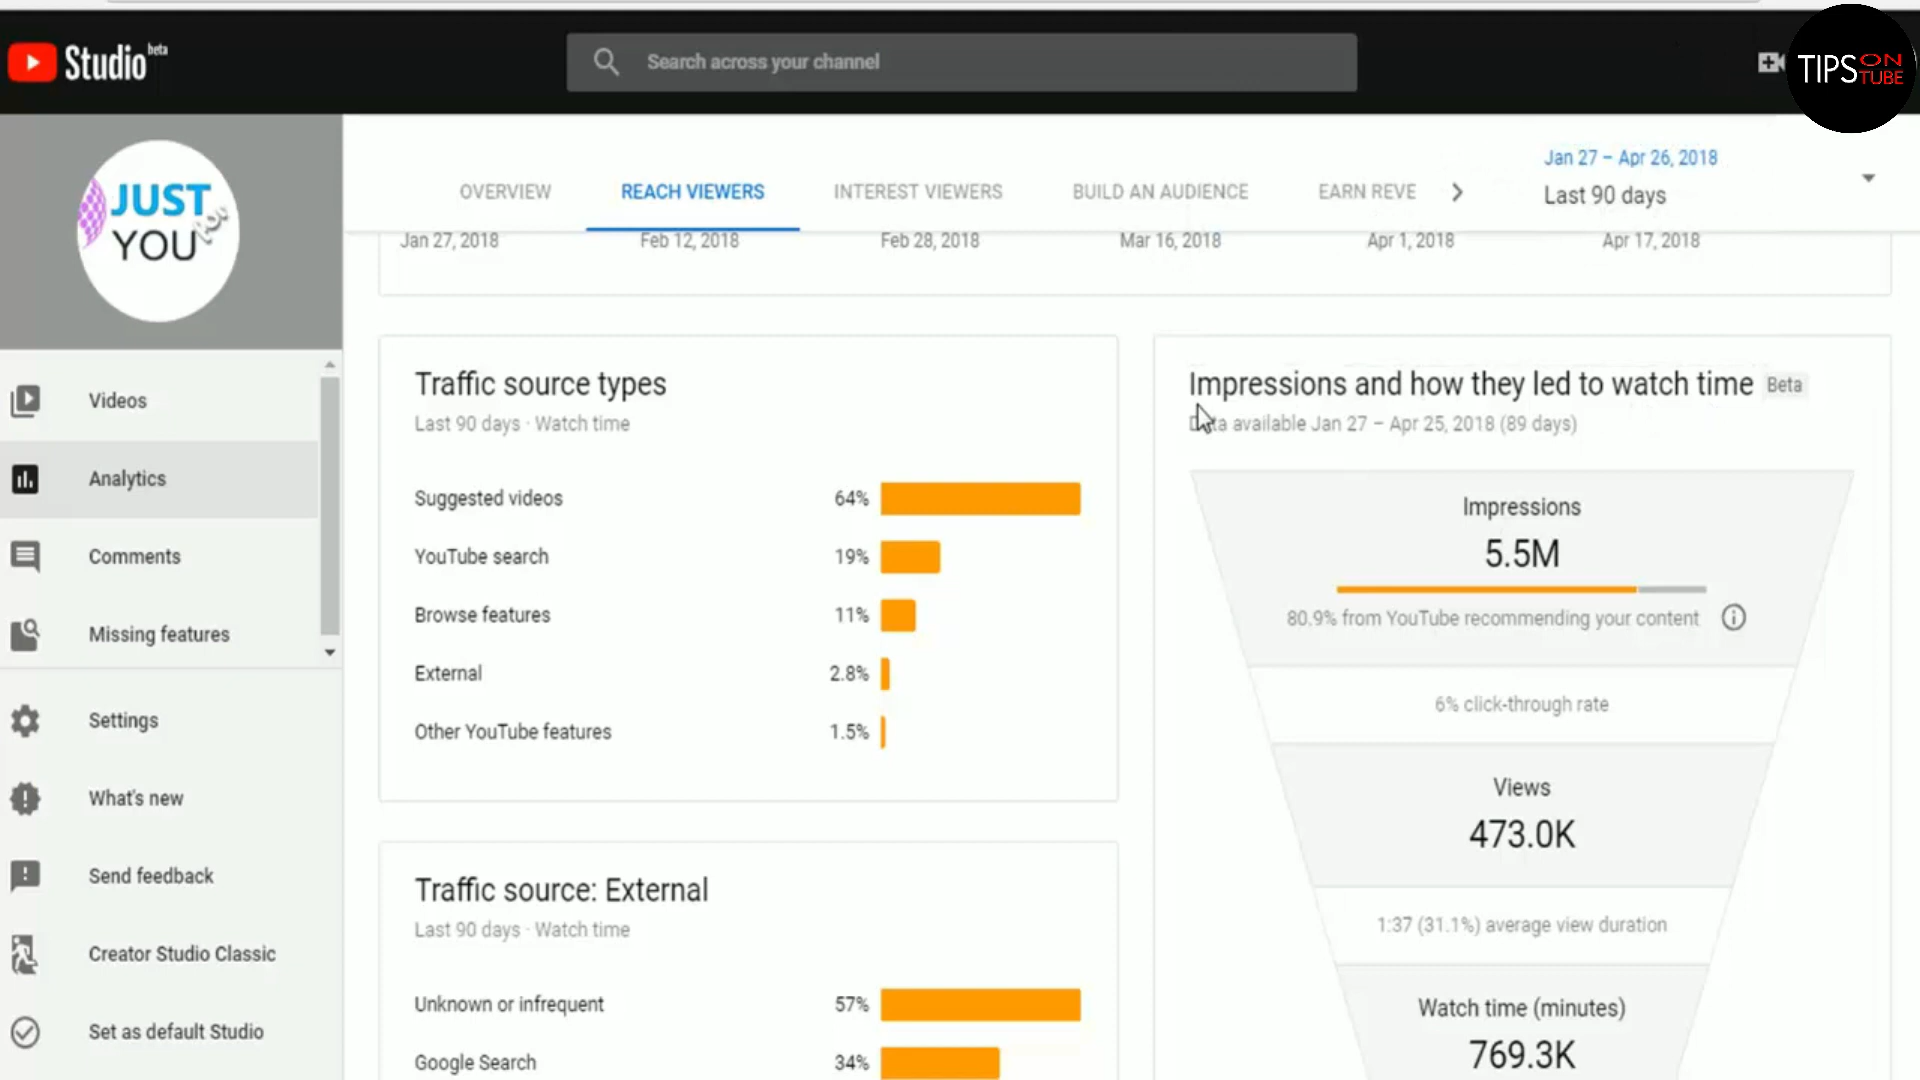 Studio beta
Search across your channel
TIPS ON TUBE
JUST
YOU
OVERVIEW
REACH VIEWERS
INTEREST VIEWERS
BUILD AN AUDIENCE
EARN REVE
Jan 27 – Apr 26, 2018
Last 90 days
Jan 27, 2018
Feb 12, 2018
Feb 28, 2018
Mar 16, 2018
Apr 1, 2018
Apr 17, 2018
Videos
Analytics
Comments
Missing features
Settings
What's new
Send feedback
Creator Studio Classic
Set as default Studio
Traffic source types
Last 90 days · Watch time
Suggested videos 64%
YouTube search 19%
Browse features 11%
External 2.8%
Other YouTube features 1.5%
Traffic source: External
Last 90 days · Watch time
Unknown or infrequent 57%
Google Search 34%
Impressions and how they led to watch time Beta
Data available Jan 27 – Apr 25, 2018 (89 days)
Impressions
5.5M
80.9% from YouTube recommending your content
6% click-through rate
Views
473.0K
1:37 (31.1%) average view duration
Watch time (minutes)
769.3K